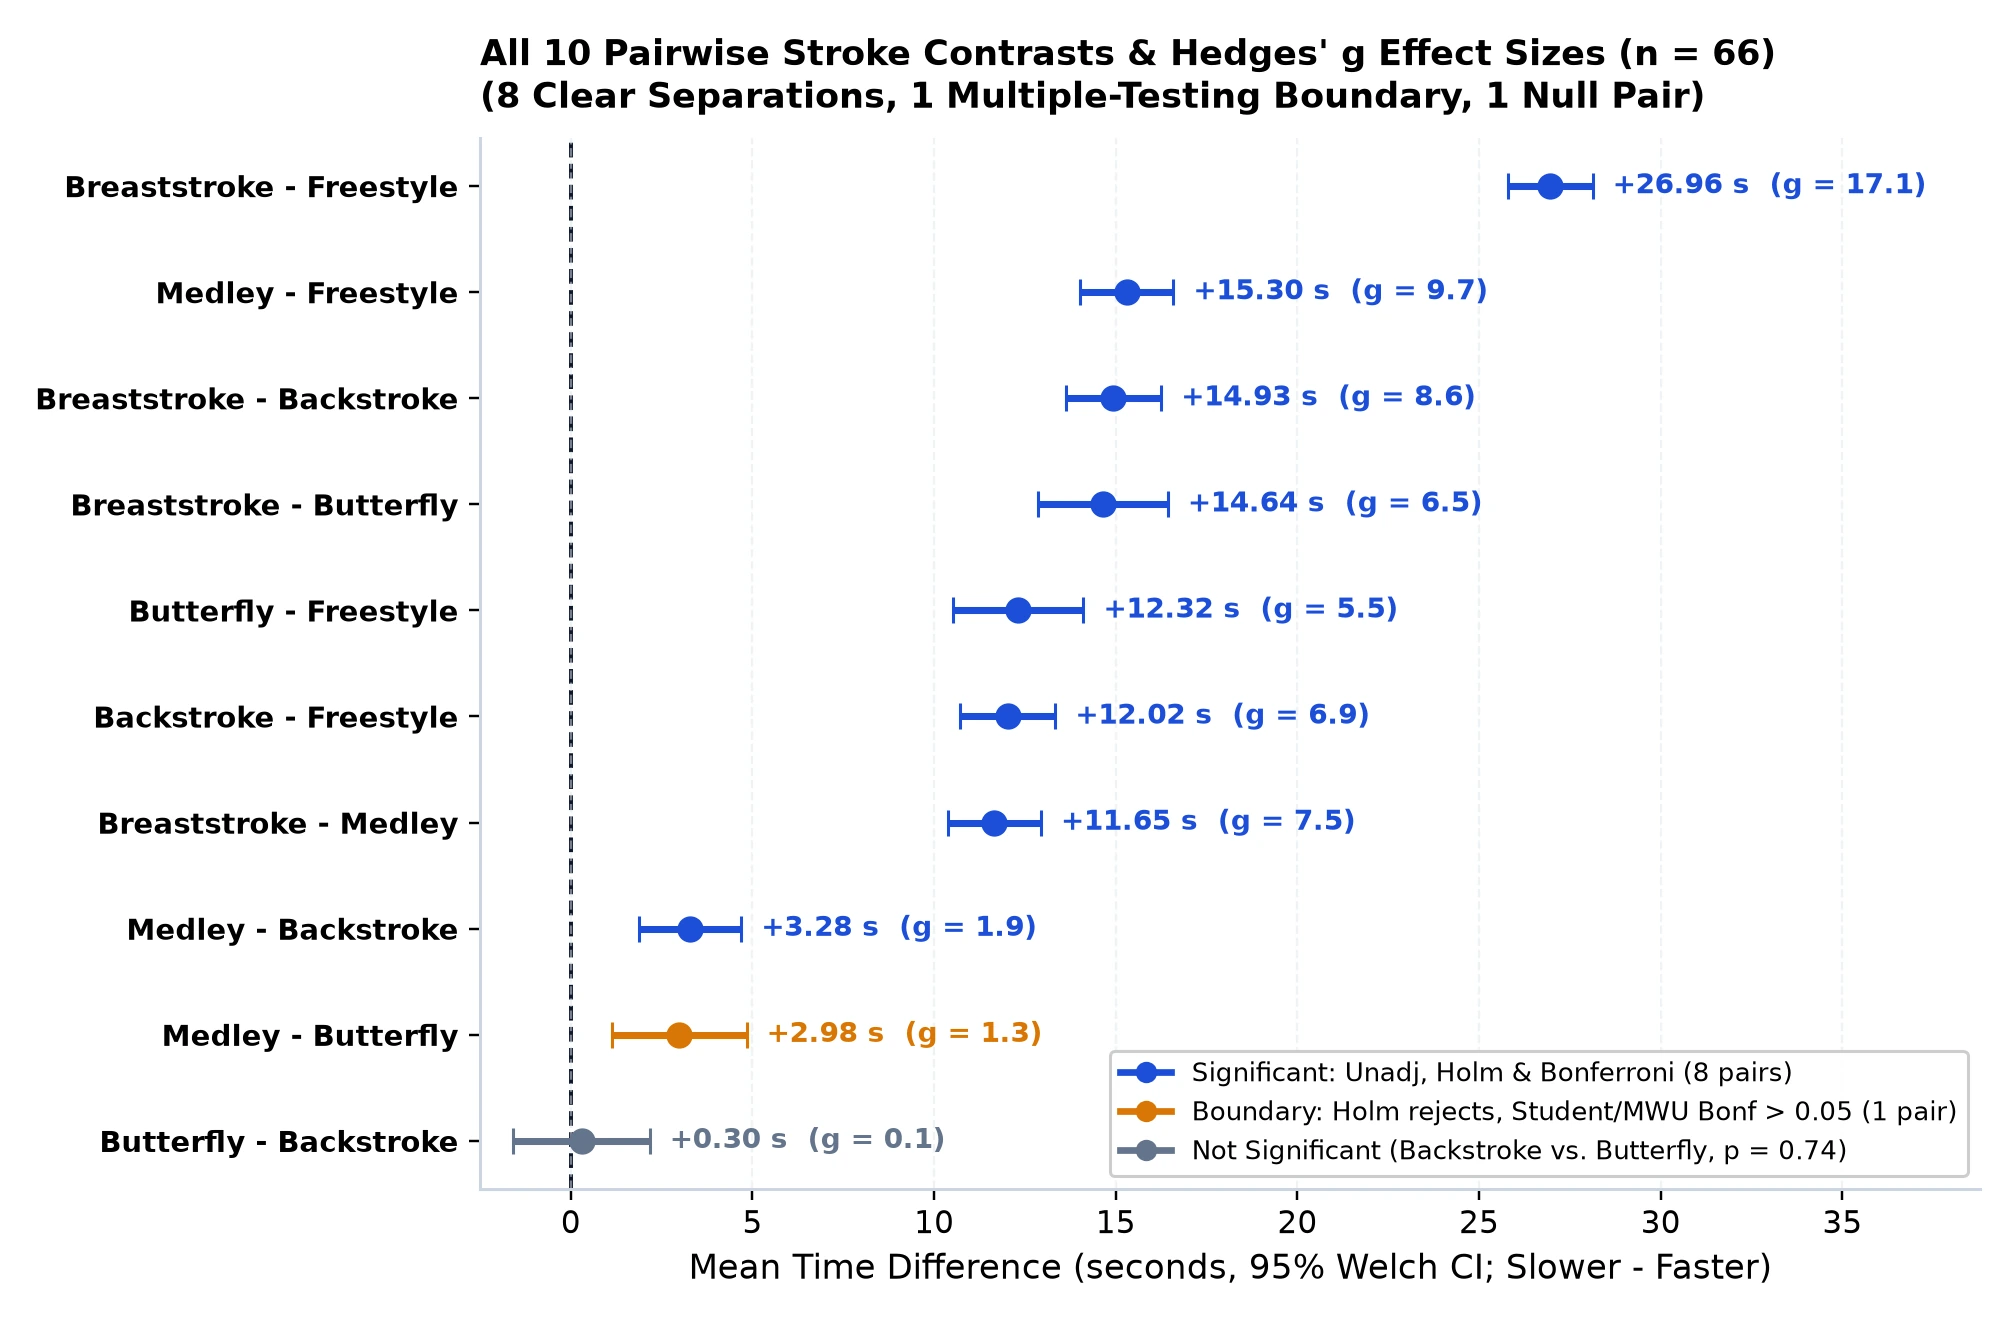 All 10 Pairwise Stroke Contrasts & Hedges' g Effect Sizes (n = 66)
(8 Clear Separations, 1 Multiple-Testing Boundary, 1 Null Pair)
Breaststroke - Freestyle
+26.96 s (g = 17.1)
Medley - Freestyle
+15.30 s (g = 9.7)
Breaststroke - Backstroke
+14.93 s (g = 8.6)
Breaststroke - Butterfly
+14.64 s (g = 6.5)
Butterfly - Freestyle
+12.32 s (g = 5.5)
Backstroke - Freestyle
+12.02 s (g = 6.9)
Breaststroke - Medley
+11.65 s (g = 7.5)
Medley - Backstroke
+3.28 s (g = 1.9)
Medley - Butterfly
+2.98 s (g = 1.3)
Butterfly - Backstroke
+0.30 s (g = 0.1)
Significant: Unadj, Holm & Bonferroni (8 pairs)
Boundary: Holm rejects, Student/MWU Bonf > 0.05 (1 pair)
Not Significant (Backstroke vs. Butterfly, p = 0.74)
0 5 10 15 20 25 30 35
Mean Time Difference (seconds, 95% Welch CI; Slower - Faster)